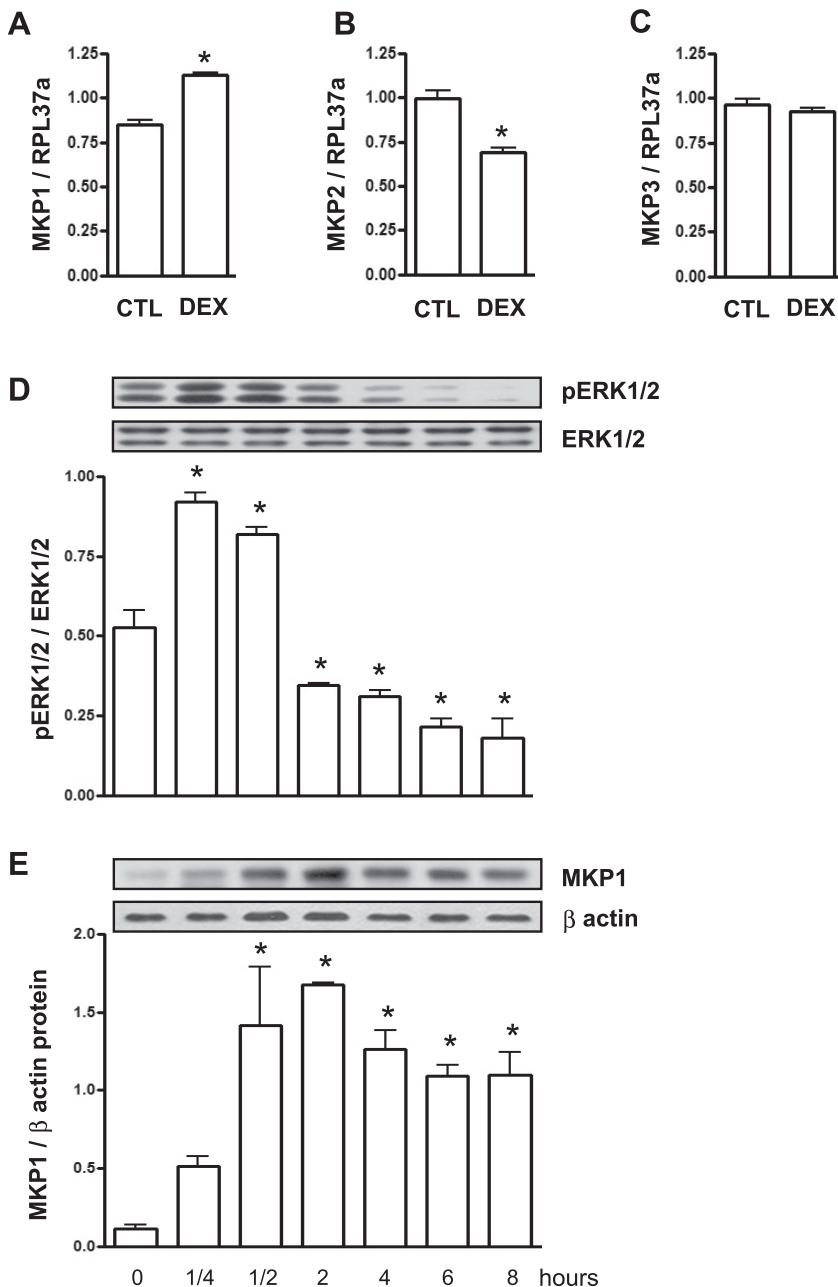 A
MKP1 / RPL37a
1.25
1.00
0.75
0.50
0.25
0.00
*
CTL DEX
B
MKP2 / RPL37a
1.25
1.00
0.75
0.50
0.25
0.00
*
CTL DEX
C
MKP3 / RPL37a
1.25
1.00
0.75
0.50
0.25
0.00
CTL DEX
D
pERK1/2
ERK1/2
pERK1/2 / ERK1/2
1.00
0.75
0.50
0.25
0.00
* * * * * *
E
MKP1
β actin
MKP1 / β actin protein
2.0
1.5
1.0
0.5
0.0
* * * * *
0 1/4 1/2 2 4 6 8 hours